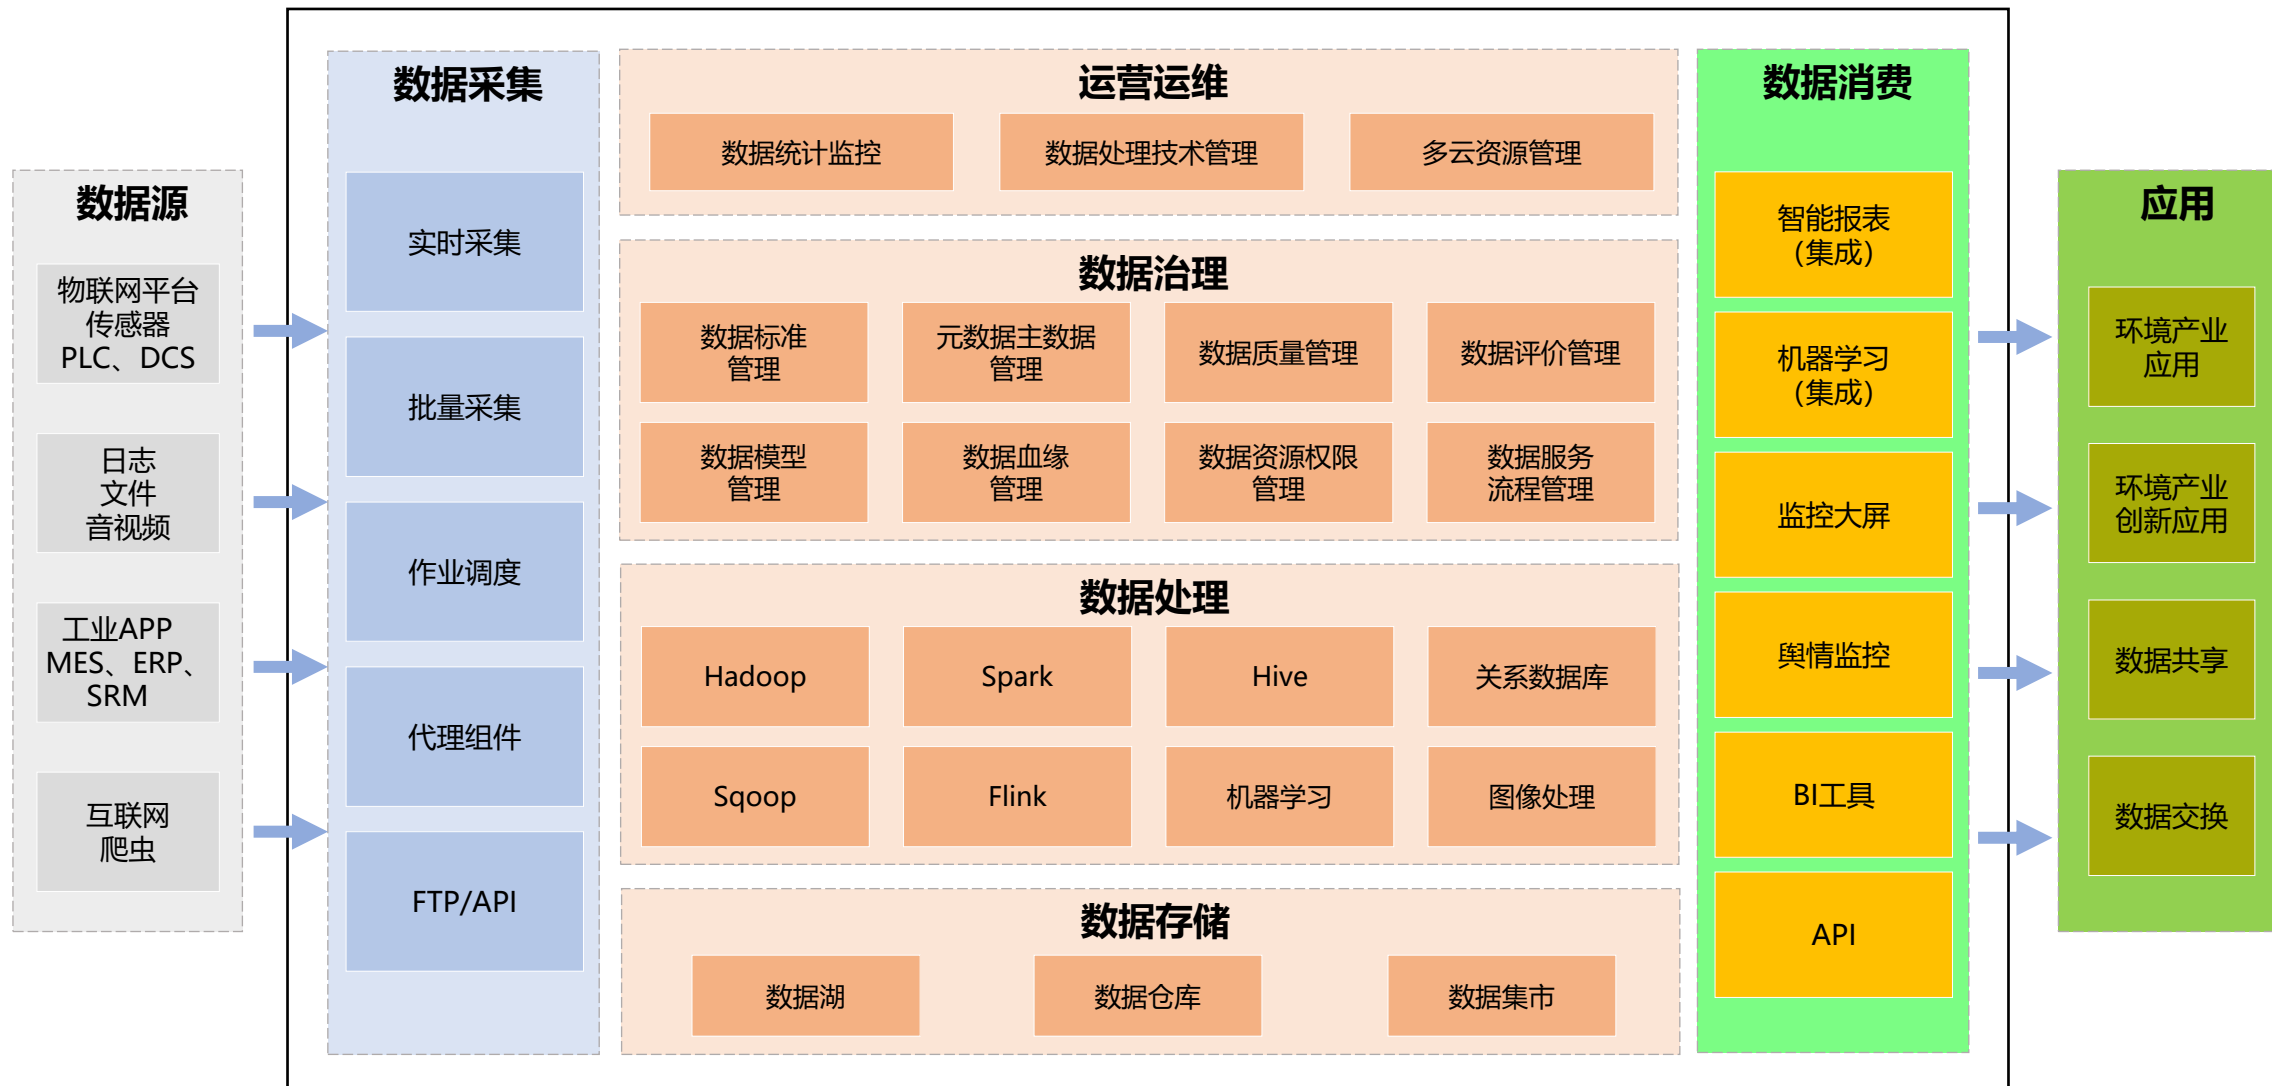 数据源
物联网平台
传感器
PLC、DCS
日志
文件
音视频
工业APP
MES、ERP、
SRM
互联网
爬虫
数据采集
实时采集
批量采集
作业调度
代理组件
FTP/API
运营运维
数据统计监控
数据处理技术管理
多云资源管理
数据治理
数据标准
管理
元数据主数据
管理
数据质量管理
数据评价管理
数据模型
管理
数据血缘
管理
数据资源权限
管理
数据服务
流程管理
数据处理
Hadoop
Spark
Hive
关系数据库
Sqoop
Flink
机器学习
图像处理
数据存储
数据湖
数据仓库
数据集市
数据消费
智能报表
（集成）
机器学习
（集成）
监控大屏
舆情监控
BI工具
API
应用
环境产业
应用
环境产业
创新应用
数据共享
数据交换